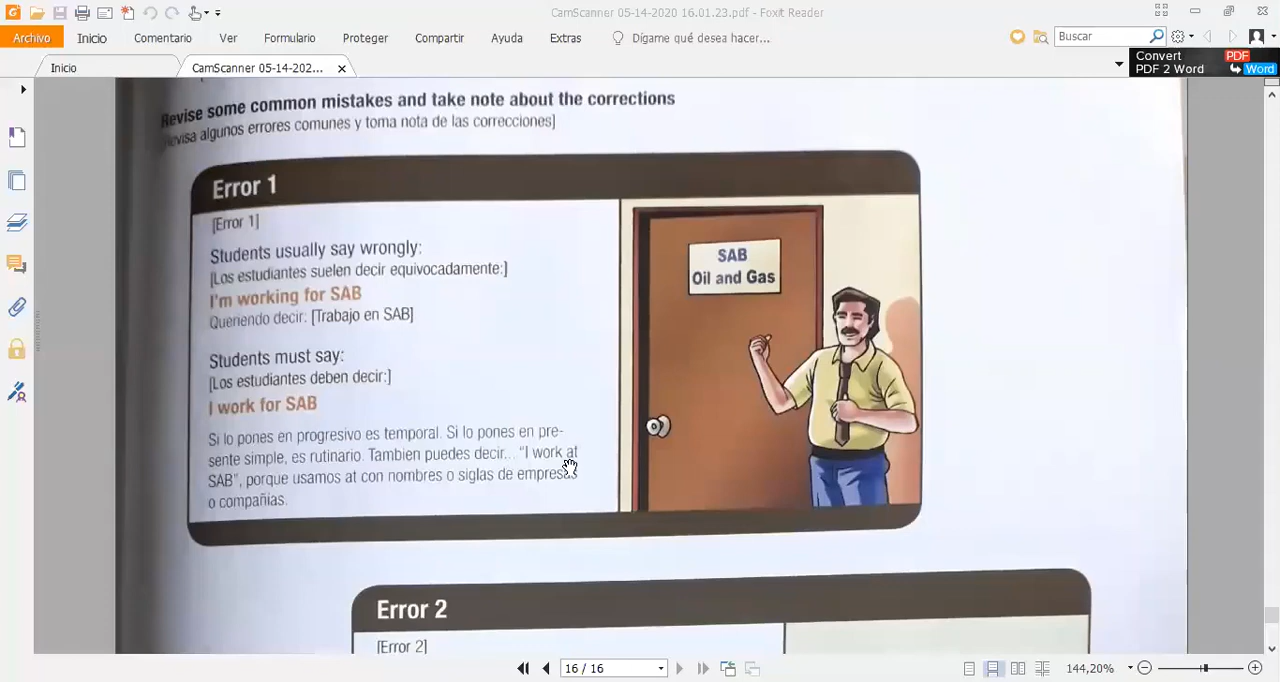 CamScanner 05-14-2020 16.01.23.pdf - Foxit Reader
Archivo Inicio Comentario Ver Formulario Proteger Compartir Ayuda Extras Dígame qué desea hacer... Buscar
Inicio CamScanner 05-14-202...
Convert PDF
PDF 2 Word Word
Revise some common mistakes and take note about the corrections
[Revisa algunos errores comunes y toma nota de las correcciones]
Error 1
[Error 1]
Students usually say wrongly:
[Los estudiantes suelen decir equivocadamente:]
I'm working for SAB
Queriendo decir: [Trabajo en SAB]
Students must say:
[Los estudiantes deben decir:]
I work for SAB
Si lo pones en progresivo es temporal. Si lo pones en pre-
sente simple, es rutinario. Tambien puedes decir... "I work at
SAB", porque usamos at con nombres o siglas de empresas
o compañias.
SAB
Oil and Gas
Error 2
[Error 2]
16 / 16
144,20%